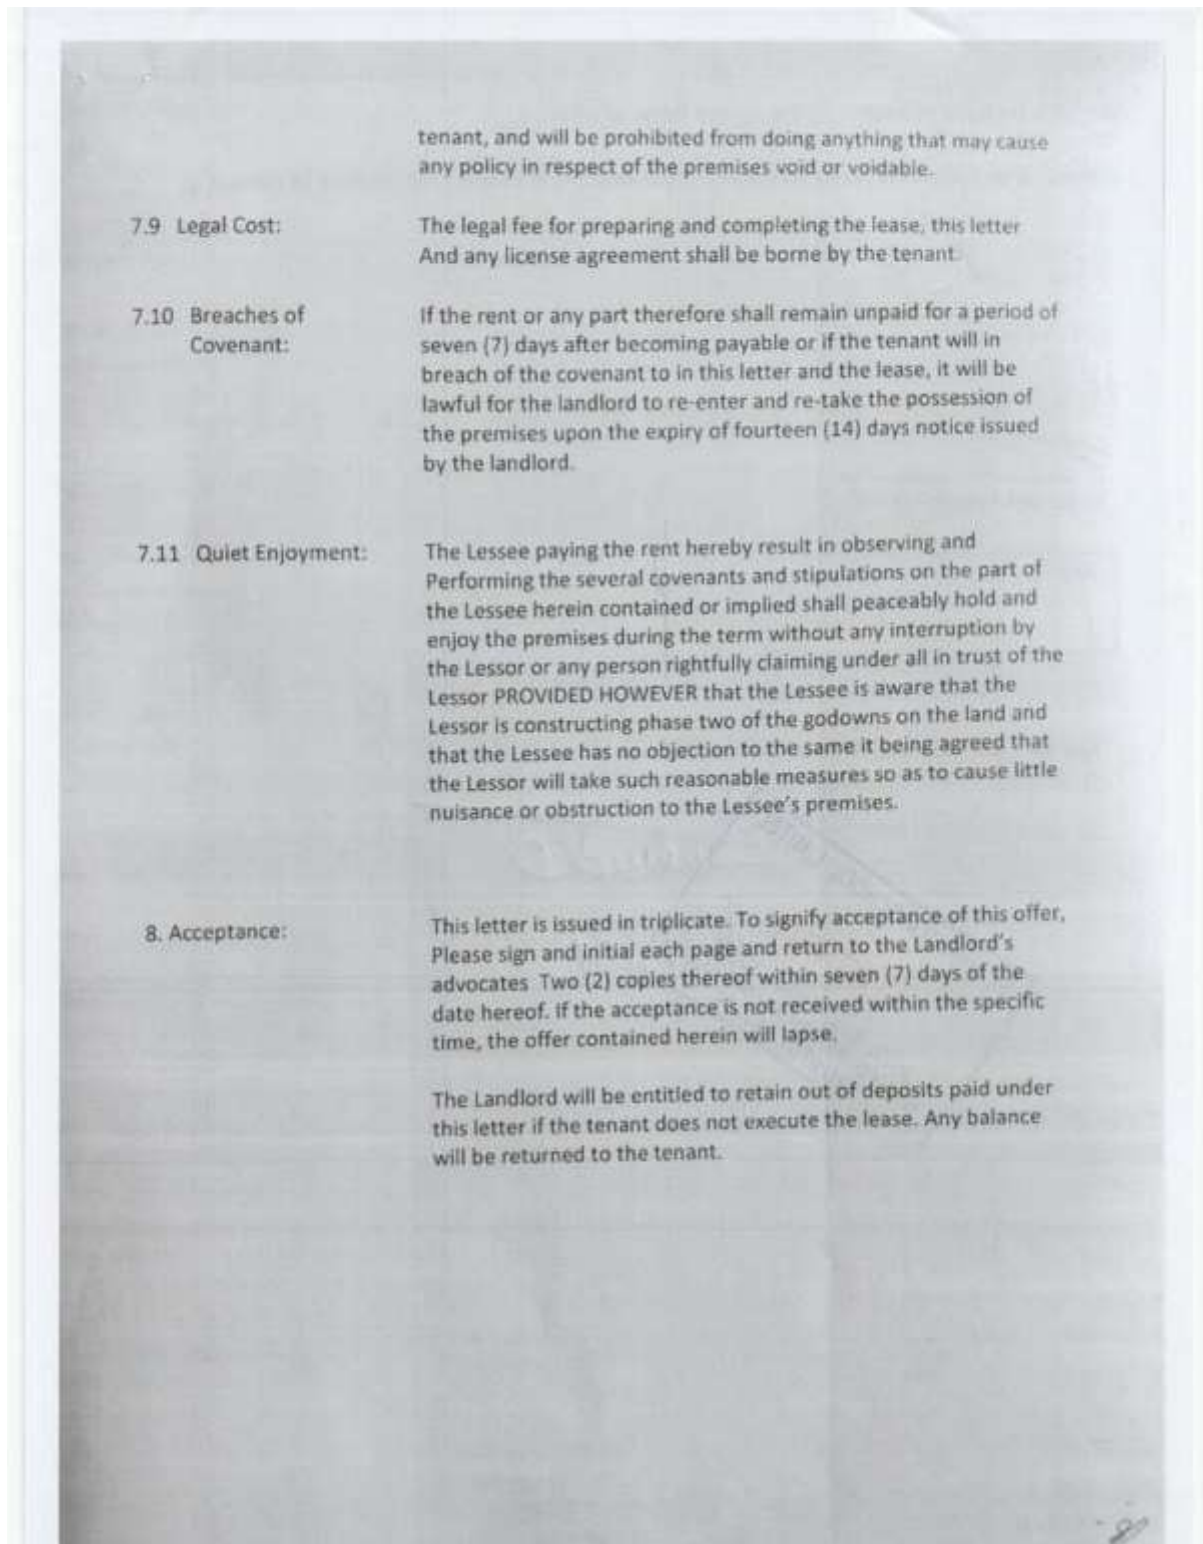 tenant, and will be prohibited from doing anything that may cause
any policy in respect of the premises void or voidable.
7.9 Legal Cost: The legal fee for preparing and completing the lease, this letter
And any license agreement shall be borne by the tenant.
7.10 Breaches of If the rent or any part therefore shall remain unpaid for a period of
Covenant: seven (7) days after becoming payable or if the tenant will in
breach of the covenant to in this letter and the lease, it will be
lawful for the landlord to re-enter and re-take the possession of
the premises upon the expiry of fourteen (14) days notice issued
by the landlord.
7.11 Quiet Enjoyment: The Lessee paying the rent hereby result in observing and
Performing the several covenants and stipulations on the part of
the Lessee herein contained or implied shall peaceably hold and
enjoy the premises during the term without any interruption by
the Lessor or any person rightfully claiming under all in trust of the
Lessor PROVIDED HOWEVER that the Lessee is aware that the
Lessor is constructing phase two of the godowns on the land and
that the Lessee has no objection to the same it being agreed that
the Lessor will take such reasonable measures so as to cause little
nuisance or obstruction to the Lessee's premises.
8. Acceptance: This letter is issued in triplicate. To signify acceptance of this offer,
Please sign and initial each page and return to the Landlord's
advocates Two (2) copies thereof within seven (7) days of the
date hereof. If the acceptance is not received within the specific
time, the offer contained herein will lapse.
The Landlord will be entitled to retain out of deposits paid under
this letter if the tenant does not execute the lease. Any balance
will be returned to the tenant.